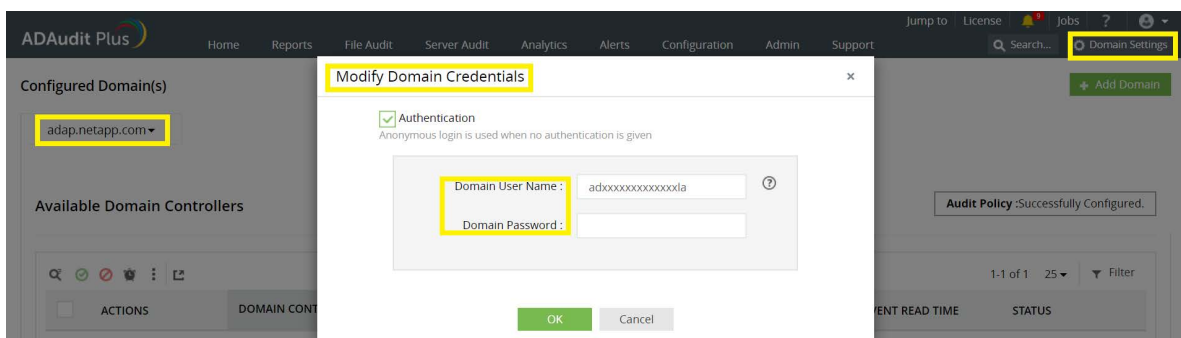 Jump to License 9 Jobs ?
ADAudit Plus Home Reports File Audit Server Audit Analytics Alerts Configuration Admin Support Search... Domain Settings
Configured Domain(s)
Modify Domain Credentials ×
+ Add Domain
adap.netapp.com
Authentication
Anonymous login is used when no authentication is given
Domain User Name : adxxxxxxxxxxxxxla ?
Domain Password :
Available Domain Controllers
Audit Policy :Successfully Configured.
1-1 of 1 25 Filter
ACTIONS DOMAIN CONT
OK Cancel
ENT READ TIME STATUS